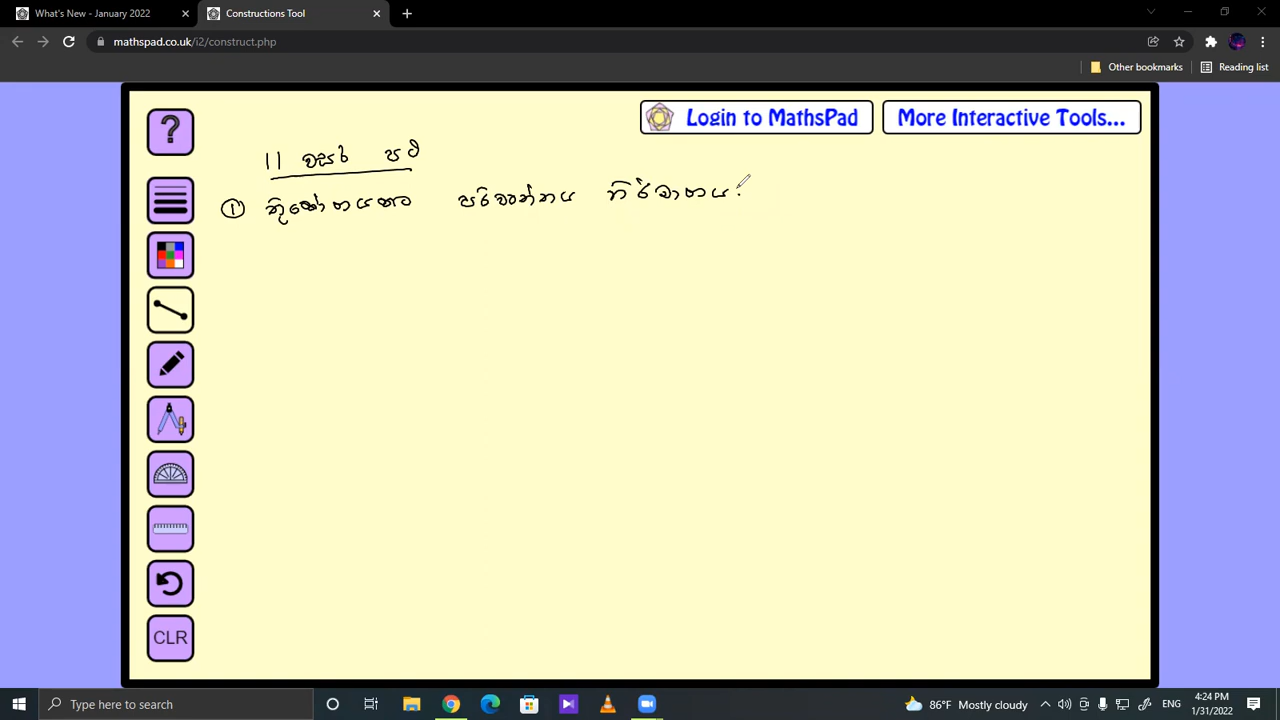 What's New - January 2022
Constructions Tool
mathspad.co.uk/i2/construct.php
Other bookmarks
Reading list
Login to MathsPad
More Interactive Tools...
?
11 වසර පථ
① ත්‍රිකෝණයක පරිවෘත්තය නිර්මාණය.
CLR
Type here to search
86°F Mostly cloudy
4:24 PM
1/31/2022